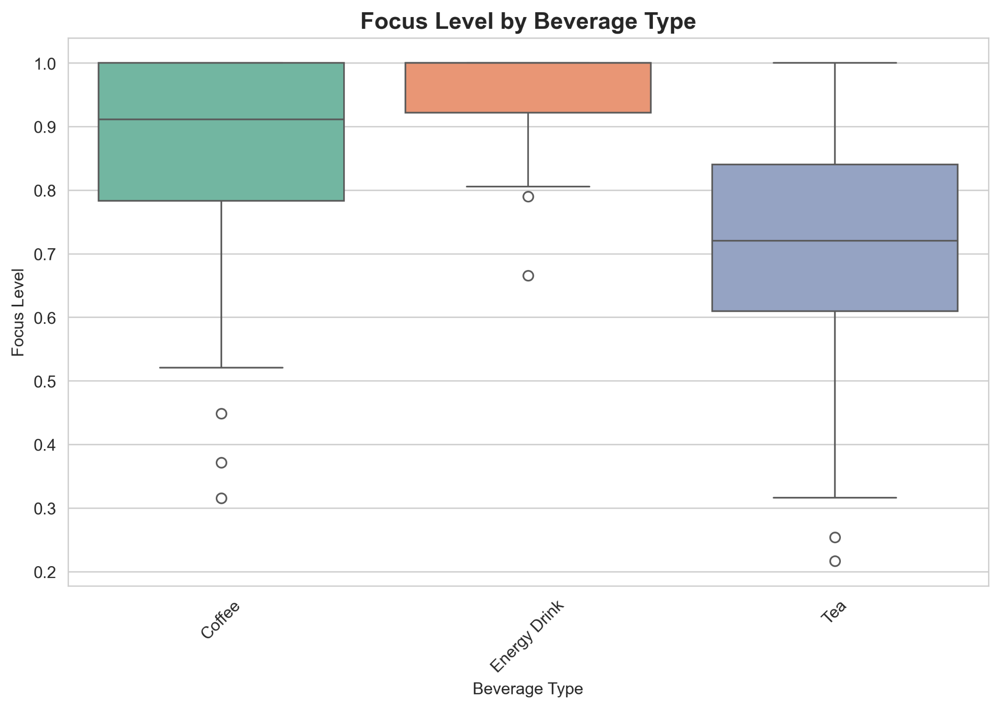 Focus Level by Beverage Type
1.0
0.9
0.8
0.7
0.6
0.5
0.4
0.3
0.2
Focus Level
Coffee
Energy Drink
Tea
Beverage Type